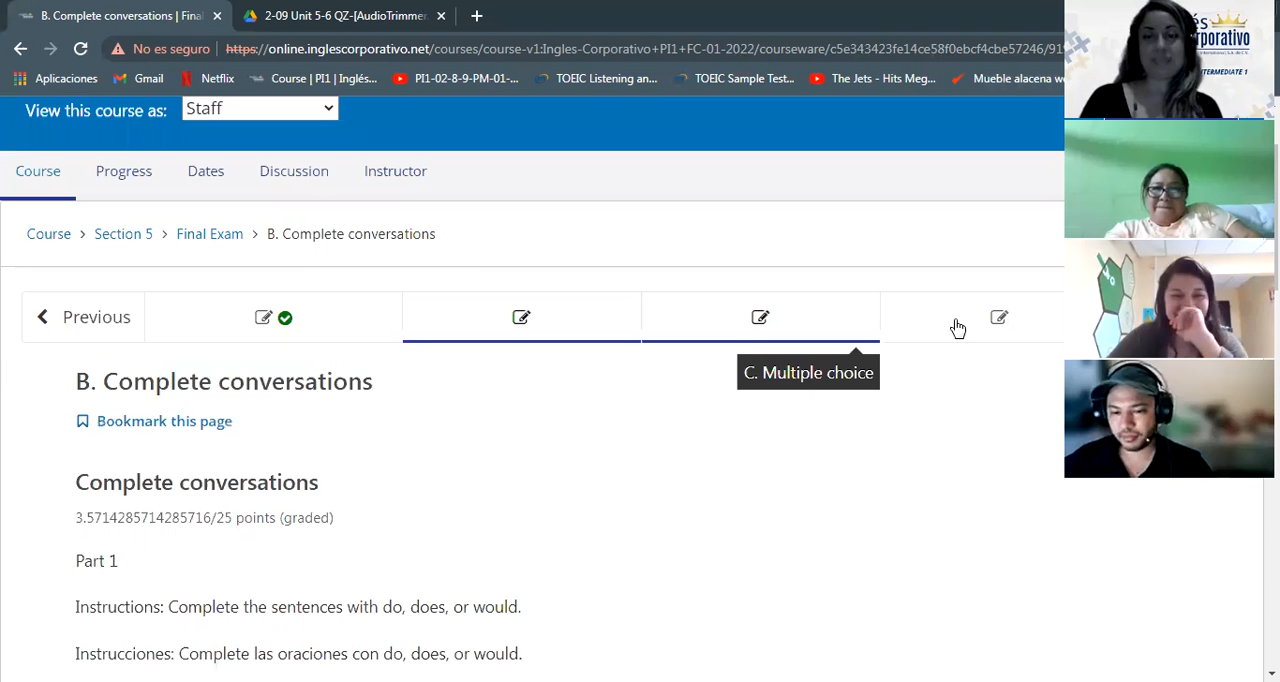 B. Complete conversations | Final
2-09 Unit 5-6 QZ-[AudioTrimmer.
No es seguro | https://online.inglescorporativo.net/courses/course-v1:Ingles-Corporativo+PI1+FC-01-2022/courseware/c5e343423fe14ce58f0ebcf4cbe57246/91
Aplicaciones Gmail Netflix Course | PI1 | Inglés... PI1-02-8-9-PM-01-... TOEIC Listening an... TOEIC Sample Test... The Jets - Hits Meg... Mueble alacena
és
rporativo
INTERMEDIATE 1
View this course as: Staff
Course Progress Dates Discussion Instructor
Course > Section 5 > Final Exam > B. Complete conversations
Previous
C. Multiple choice
B. Complete conversations
Bookmark this page
Complete conversations
3.5714285714285716/25 points (graded)
Part 1
Instructions: Complete the sentences with do, does, or would.
Instrucciones: Complete las oraciones con do, does, or would.